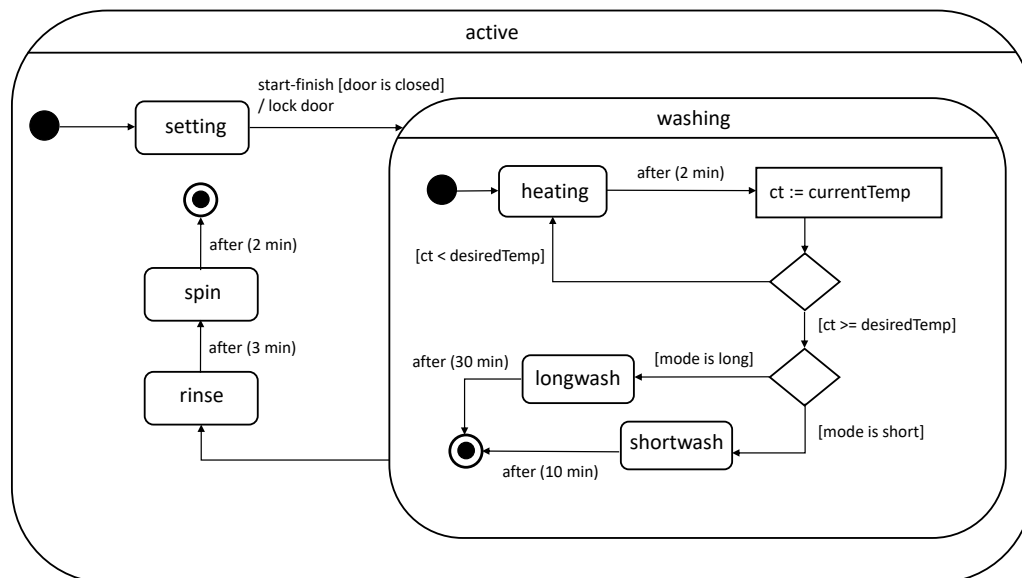 active
start-finish [door is closed]
/ lock door
setting
washing
heating
after (2 min)
ct := currentTemp
[ct < desiredTemp]
after (2 min)
spin
[ct >= desiredTemp]
after (3 min)
after (30 min)
[mode is long]
longwash
rinse
[mode is short]
shortwash
after (10 min)